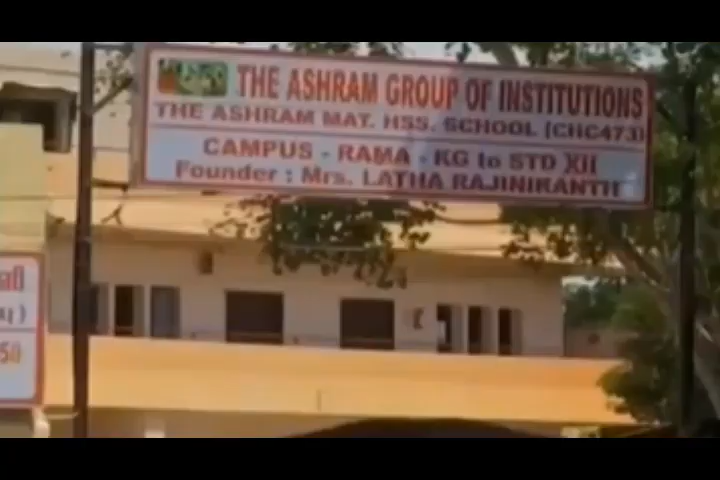 THE ASHRAM GROUP OF INSTITUTIONS
THE ASHRAM MAT. HSS. SCHOOL (CHC473)
CAMPUS - RAMA - KG to STD XII
Founder : Mrs. LATHA RAJINIKANTH